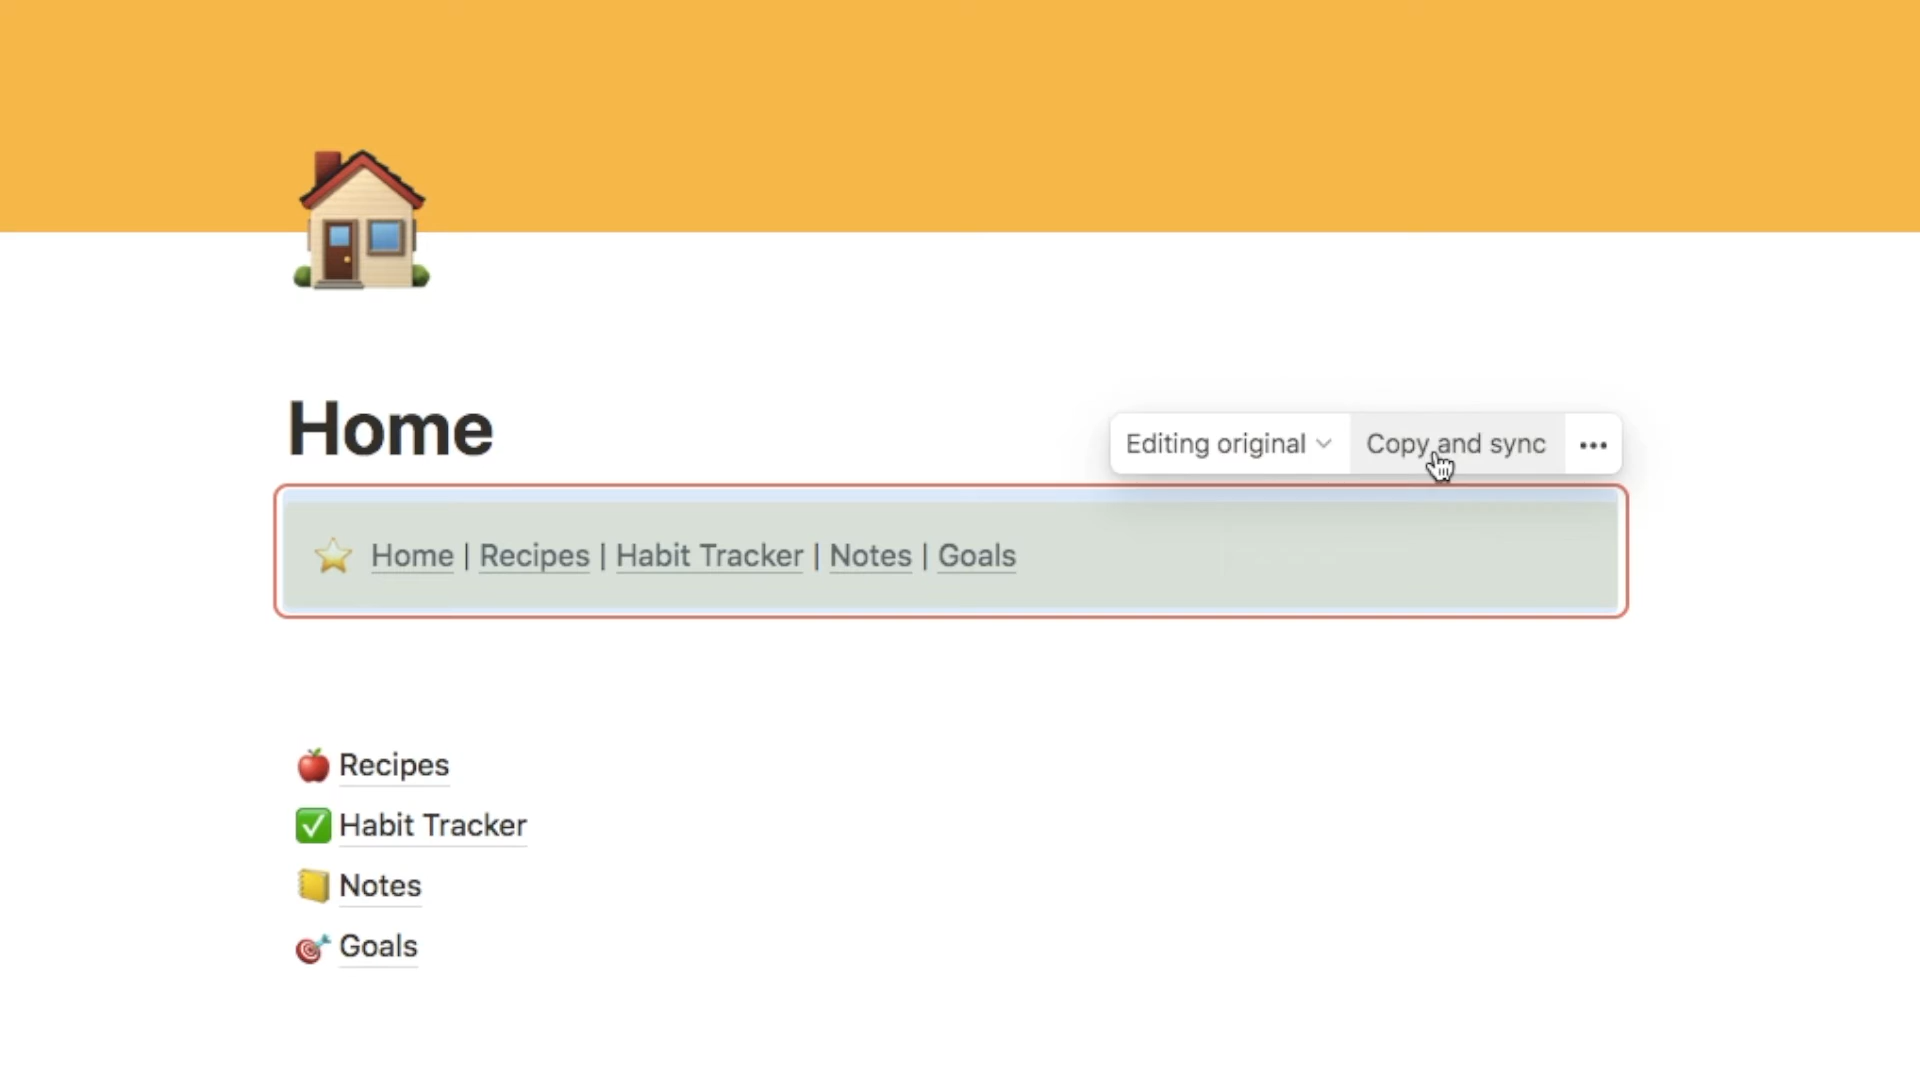 Home
Editing original Copy and sync
Home | Recipes | Habit Tracker | Notes | Goals
Recipes
Habit Tracker
Notes
Goals